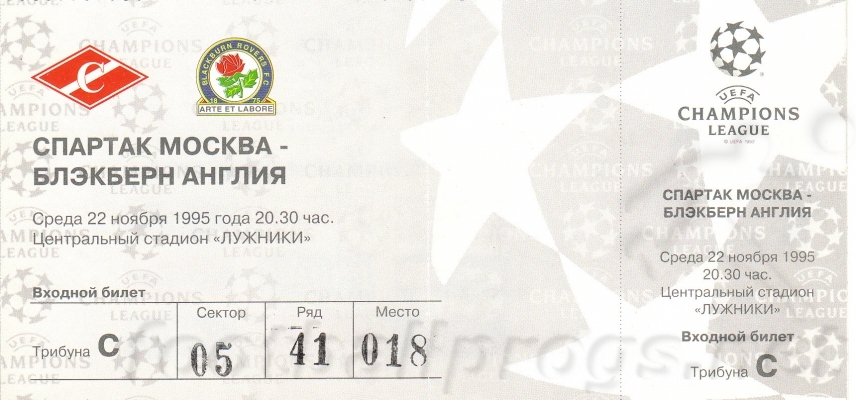 BLACKBURN ROVERS F.C.
1875
ARTE ET LABORE
СПАРТАК МОСКВА -
БЛЭКБЕРН АНГЛИЯ
Среда 22 ноября 1995 года 20.30 час.
Центральный стадион «ЛУЖНИКИ»
Входной билет
Сектор Ряд Место
Трибуна С 05 41 018
UEFA
CHAMPIONS
LEAGUE
© UEFA
СПАРТАК МОСКВА -
БЛЭКБЕРН АНГЛИЯ
Среда 22 ноября 1995
20.30 час.
Центральный стадион
«ЛУЖНИКИ»
Входной билет
Трибуна С